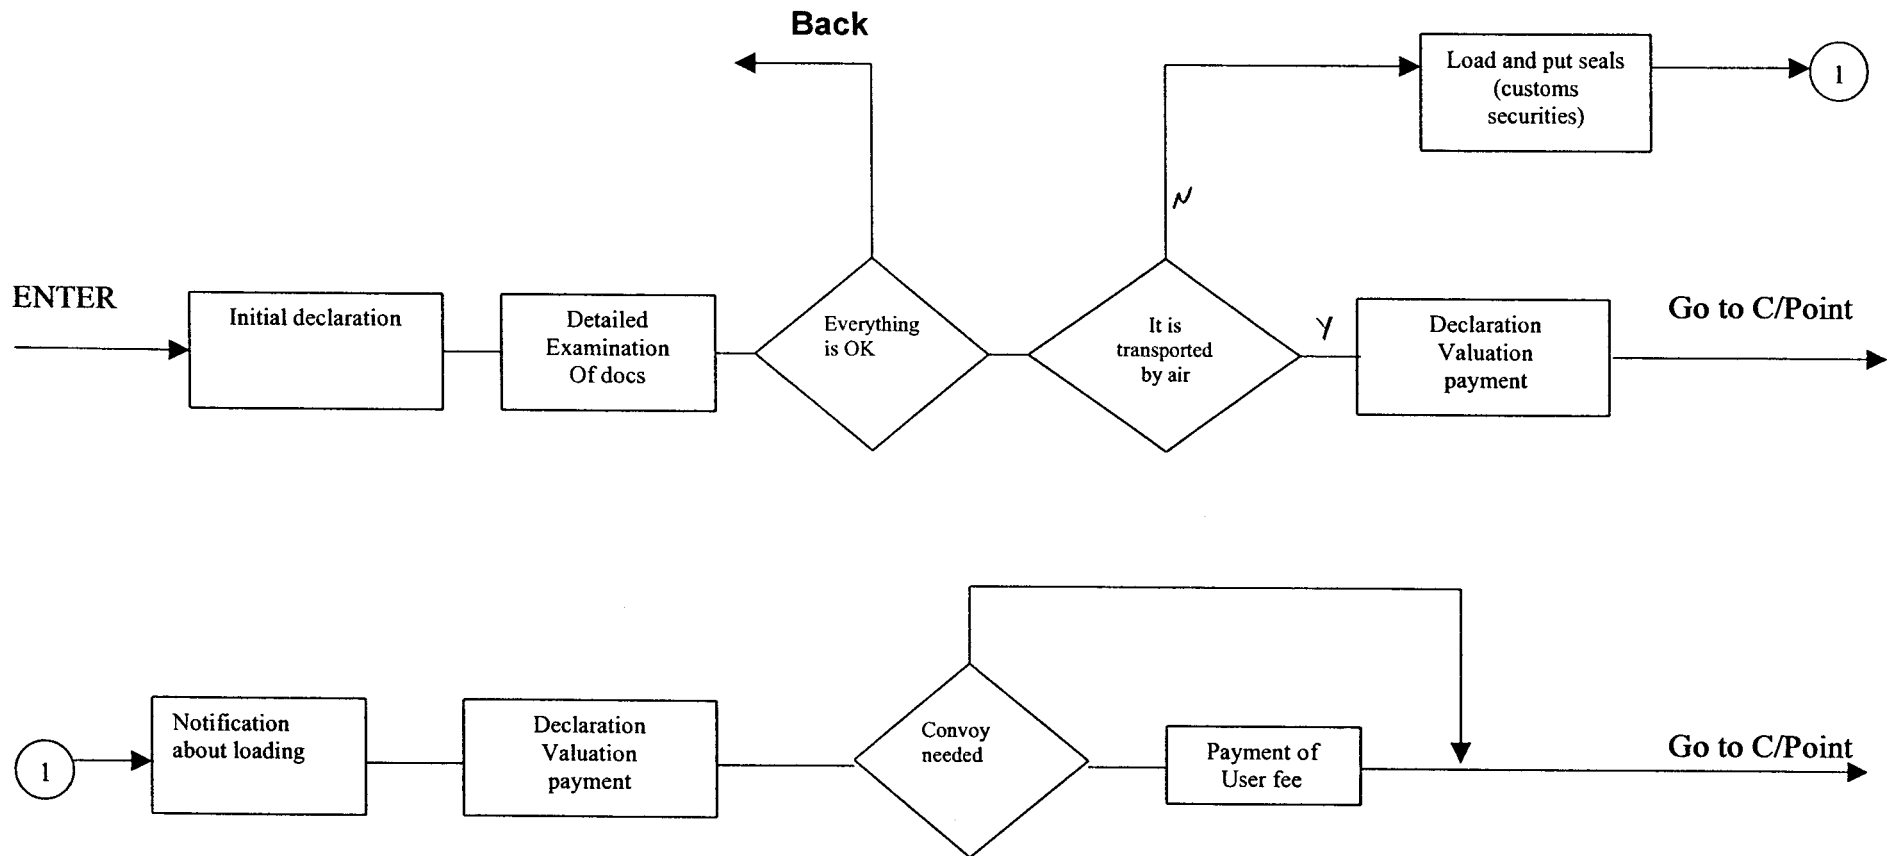 Back
Load and put seals
(customs
securities)
1
N
ENTER
Initial declaration
Detailed
Examination
Of docs
Everything
is OK
It is
transported
by air
Y
Declaration
Valuation
payment
Go to C/Point
1
Notification
about loading
Declaration
Valuation
payment
Convoy
needed
Payment of
User fee
Go to C/Point